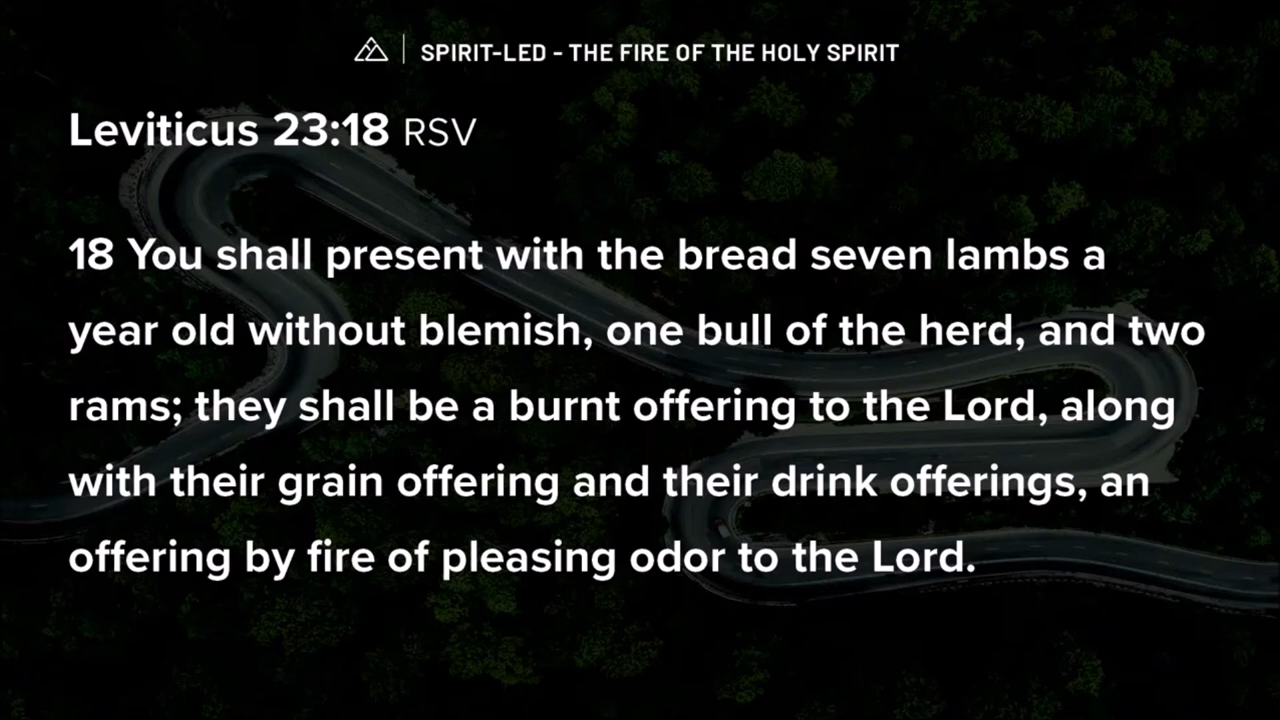 SPIRIT-LED - THE FIRE OF THE HOLY SPIRIT
Leviticus 23:18 RSV
18 You shall present with the bread seven lambs a
year old without blemish, one bull of the herd, and two
rams; they shall be a burnt offering to the Lord, along
with their grain offering and their drink offerings, an
offering by fire of pleasing odor to the Lord.